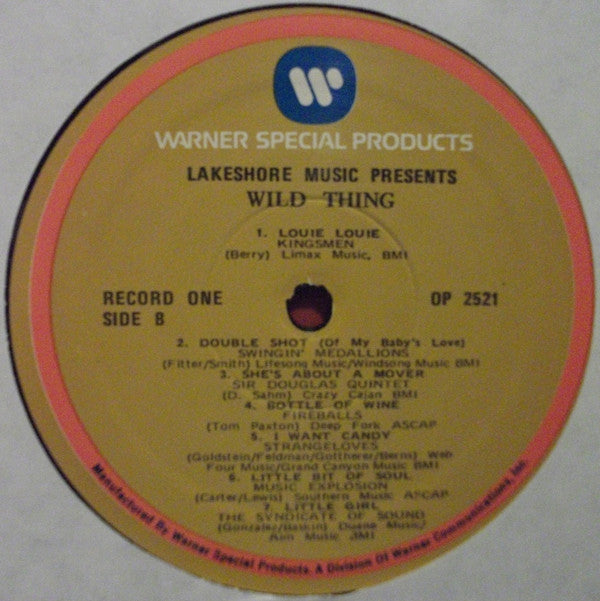 W
WARNER SPECIAL PRODUCTS
LAKESHORE MUSIC PRESENTS
WILD THING
1. LOUIE LOUIE
KINGSMEN
(Berry) Limax Music, BMI
RECORD ONE
SIDE B
OP 2521
2. DOUBLE SHOT (Of My Baby's Love)
SWINGIN' MEDALLIONS
(Fitter/Smith) Lifesong Music/Windsong Music BMI
3. SHE'S ABOUT A MOVER
SIR DOUGLAS QUINTET
(D. Sahm) Crazy Cajan BMI
4. BOTTLE OF WINE
FIREBALLS
(Tom Paxton) Deep Fork ASCAP
5. I WANT CANDY
STRANGELOVES
(Goldstein/Feldman/Gottherer/Berns) Web
Four Music/Grand Canyon Music BMI
6. LITTLE BIT OF SOUL
MUSIC EXPLOSION
(Carter/Lewis) Southern Music ASCAP
7. LITTLE GIRL
THE SYNDICATE OF SOUND
(Gonzalez/Baskin) Duane Music/
Aim Music BMI
Manufactured By Warner Special Products, A Division Of Warner Communications, Inc.